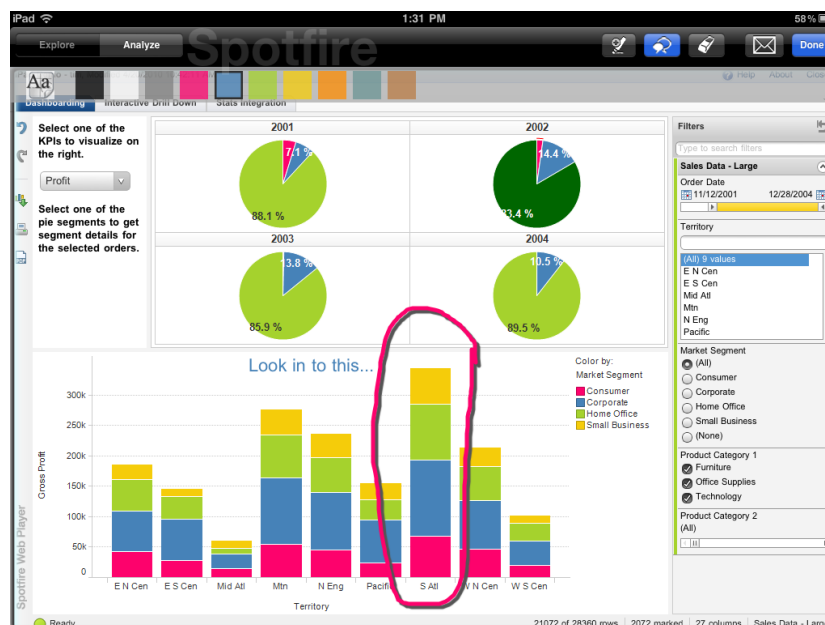 iPad 1:31 PM 58%
Explore Analyze Spotfire Done
Aa
Help About Close
Dashboarding Interactive Drill Down Stats Integration
Select one of the
KPIs to visualize on
the right.
Profit
Select one of the
pie segments to get
segment details for
the selected orders.
2001 2002
7.1 % 14.4 %
88.1 % 83.4 %
2003 2004
13.8 % 10.5 %
85.9 % 89.5 %
Look in to this...
Color by:
Market Segment
Consumer
Corporate
Home Office
Small Business
Gross Profit
300k
250k
200k
150k
100k
50k
0
E N Cen E S Cen Mid Atl Mtn N Eng Pacific S Atl W N Cen W S Cen
Territory
Filters
Type to search filters
Sales Data - Large
Order Date
11/12/2001 12/28/2004
Territory
(All) 9 values
E N Cen
E S Cen
Mid Atl
Mtn
N Eng
Pacific
Market Segment
(All)
Consumer
Corporate
Home Office
Small Business
(None)
Product Category 1
Furniture
Office Supplies
Technology
Product Category 2
(All)
Spotfire Web Player
Ready 21072 of 28360 rows 2072 marked 27 columns Sales Data - Large